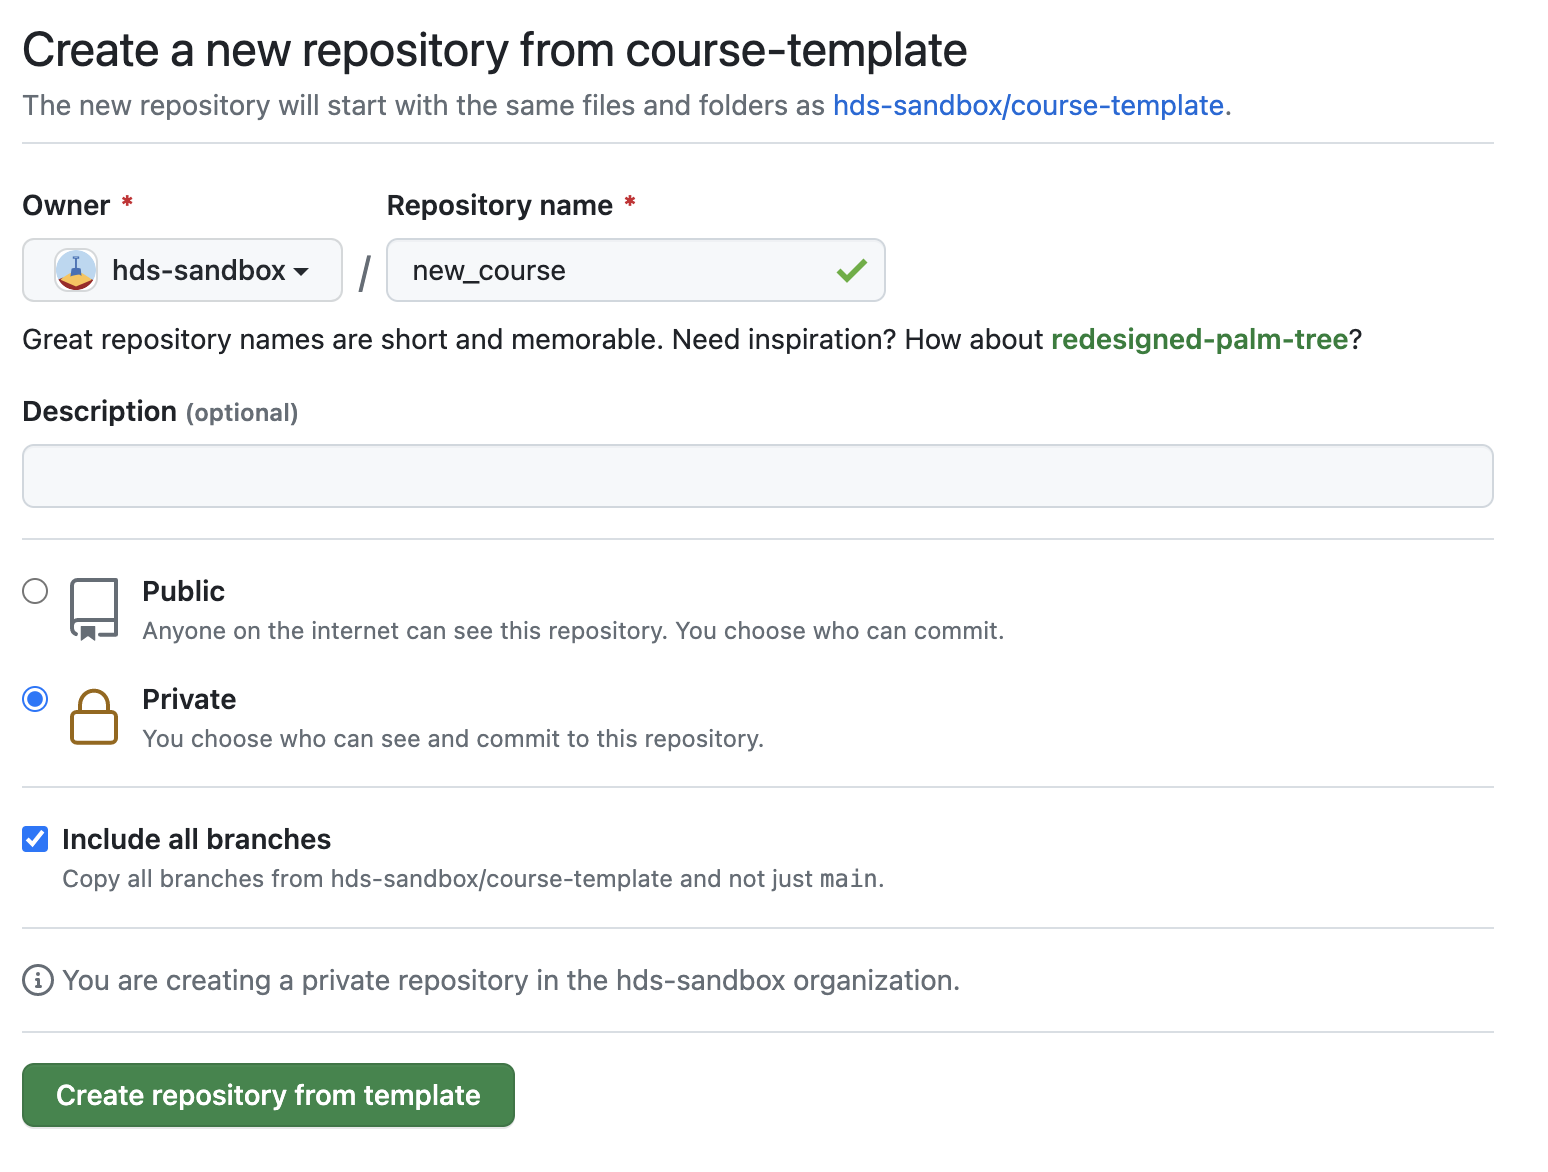 Create a new repository from course-template
The new repository will start with the same files and folders as hds-sandbox/course-template.
Owner * Repository name *
hds-sandbox / new_course
Great repository names are short and memorable. Need inspiration? How about redesigned-palm-tree?
Description (optional)
Public
Anyone on the internet can see this repository. You choose who can commit.
Private
You choose who can see and commit to this repository.
Include all branches
Copy all branches from hds-sandbox/course-template and not just main.
You are creating a private repository in the hds-sandbox organization.
Create repository from template